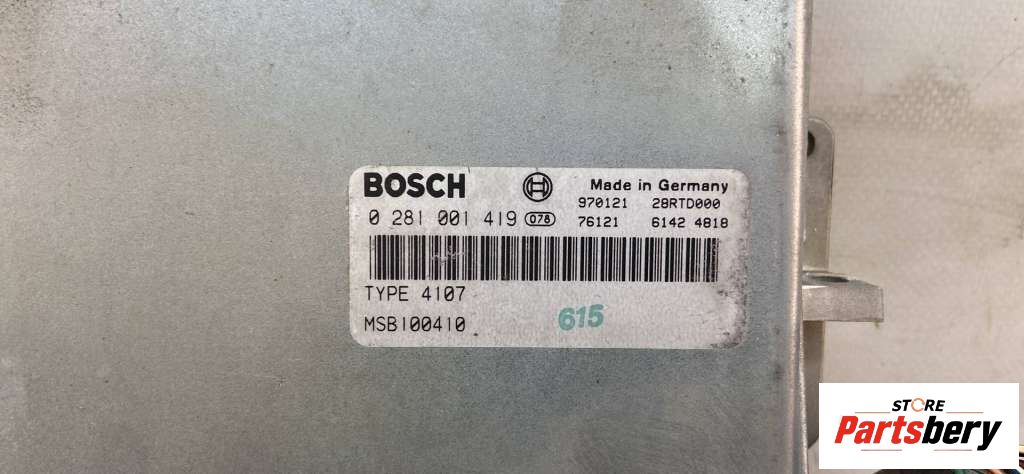 BOSCH
Made in Germany
970121 28RTD000
0 281 001 419 078 76121 6142 4818
TYPE 4107
MSB100410
615
STORE
Partsbery